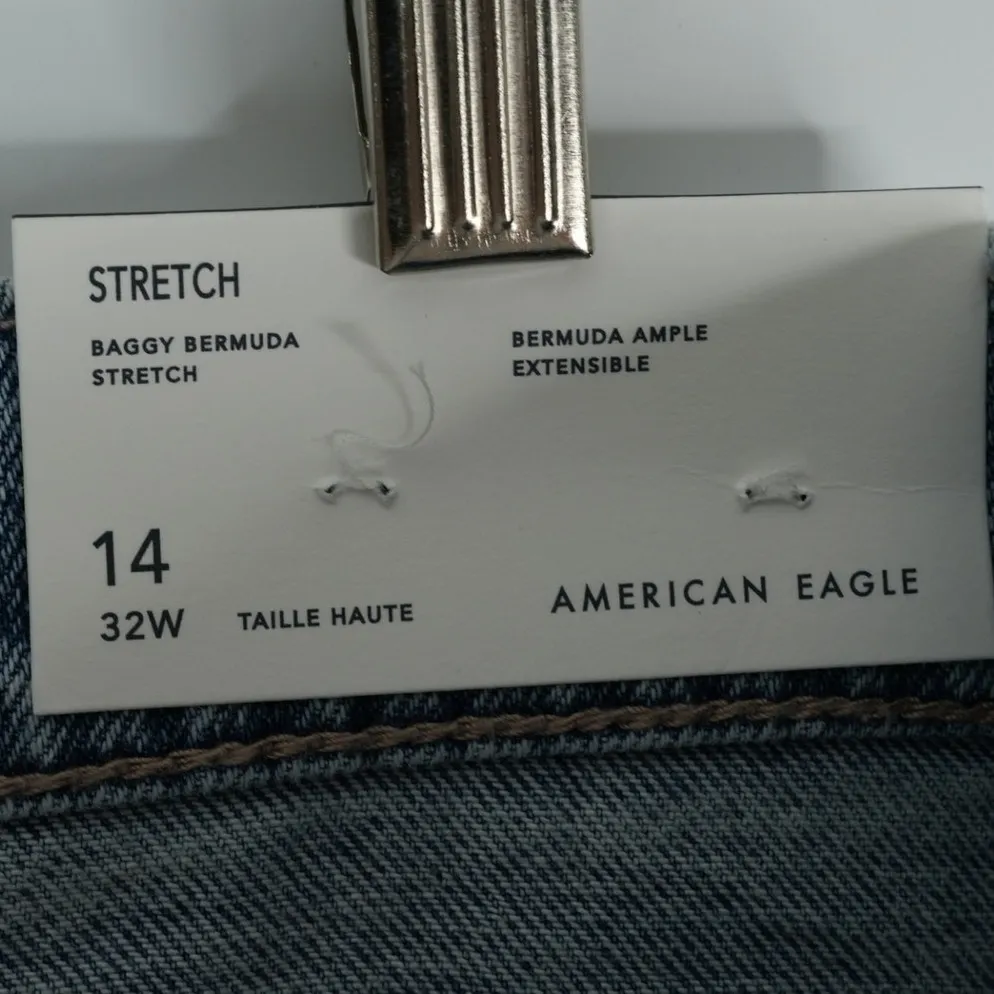 STRETCH
BAGGY BERMUDA
STRETCH
BERMUDA AMPLE
EXTENSIBLE
14
32W
TAILLE HAUTE
AMERICAN EAGLE